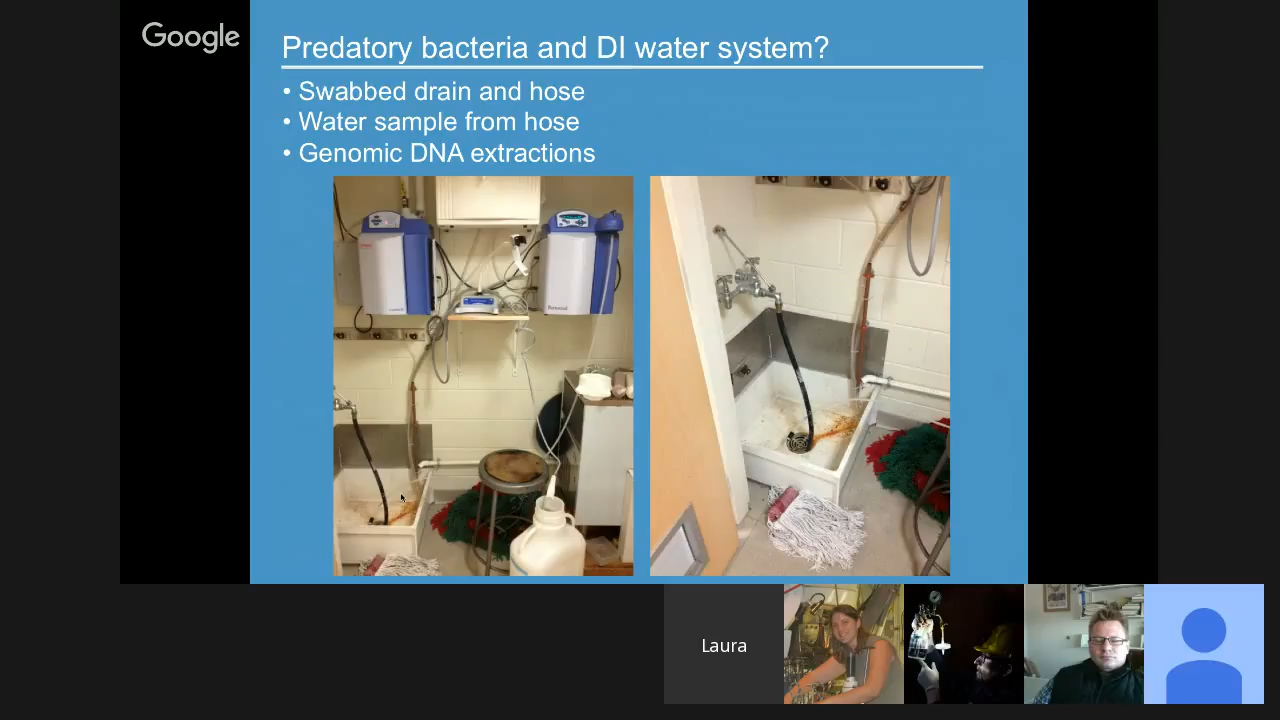 Google
Predatory bacteria and DI water system?
• Swabbed drain and hose
• Water sample from hose
• Genomic DNA extractions
Laura